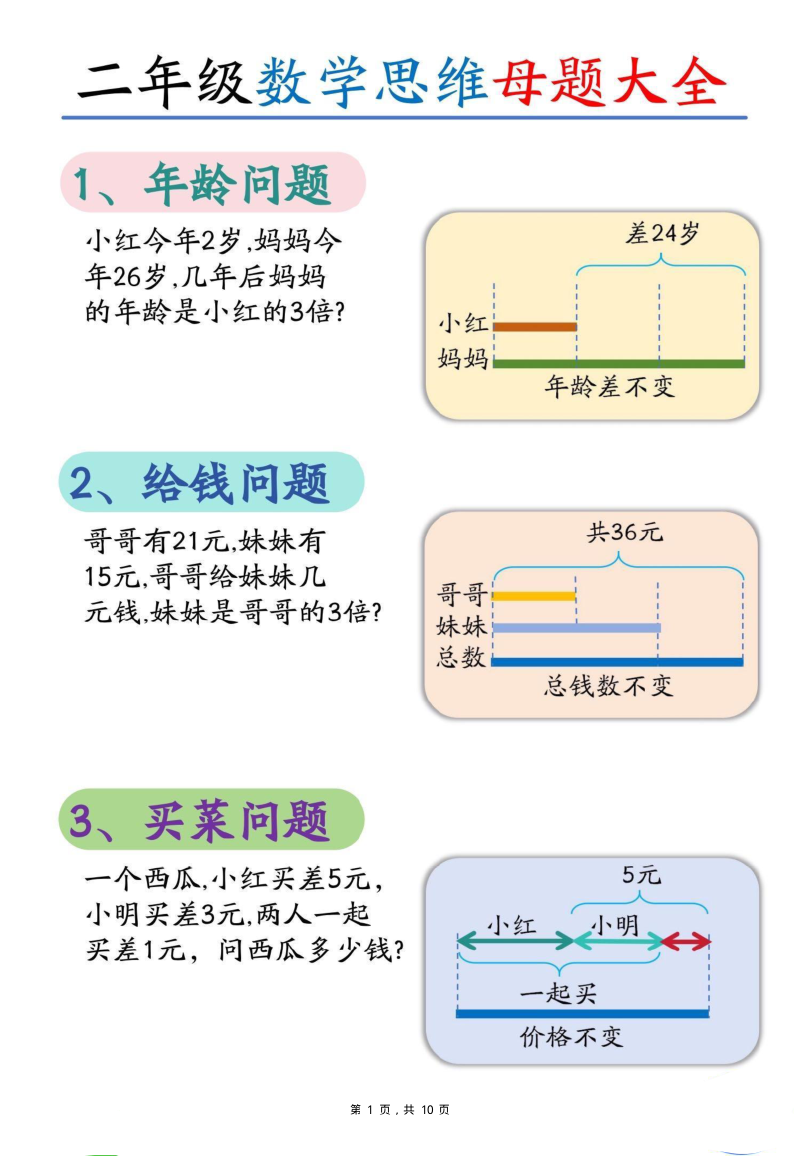 二年级数学思维母题大全
1、年龄问题
小红今年2岁,妈妈今
年26岁,几年后妈妈
的年龄是小红的3倍?
差24岁
小红
妈妈
年龄差不变
2、给钱问题
哥哥有21元,妹妹有
15元,哥哥给妹妹几
元钱,妹妹是哥哥的3倍?
共36元
哥哥
妹妹
总数
总钱数不变
3、买菜问题
一个西瓜,小红买差5元，
小明买差3元,两人一起
买差1元，问西瓜多少钱?
5元
小红 小明
一起买
价格不变
第 1 页 , 共 10 页